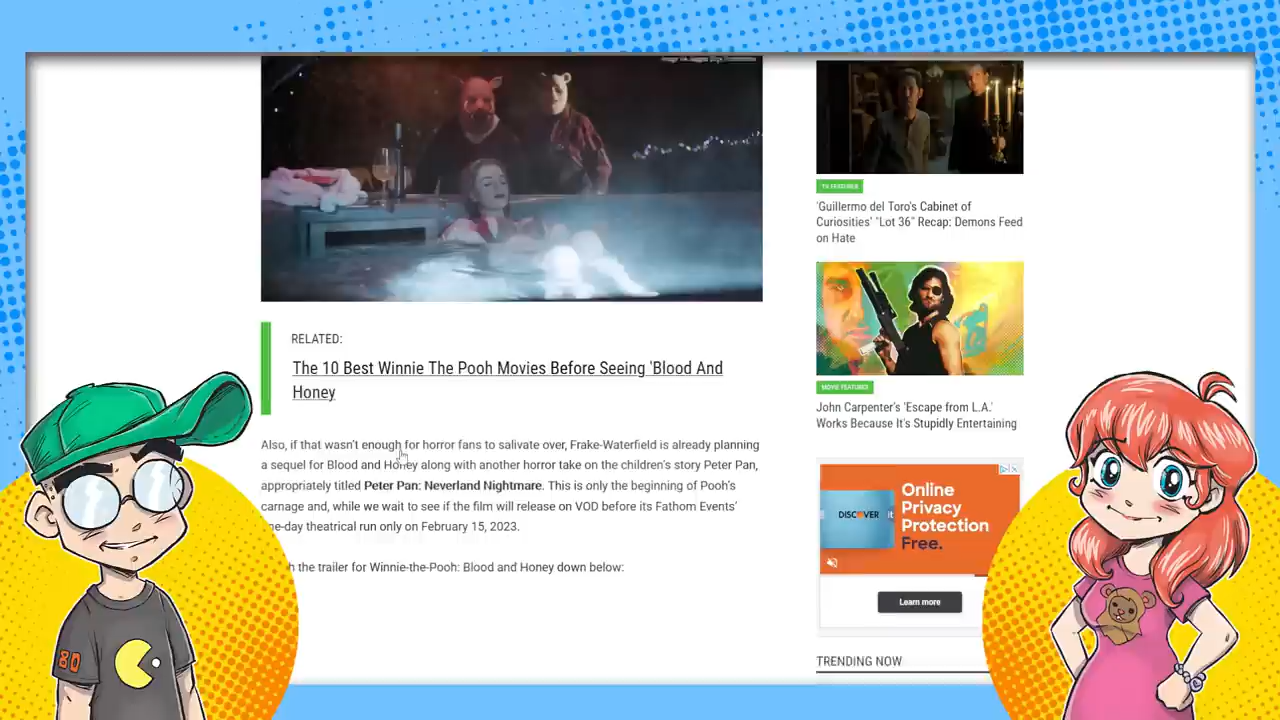 RELATED:
The 10 Best Winnie The Pooh Movies Before Seeing 'Blood And
Honey
Also, if that wasn't enough for horror fans to salivate over, Frake-Waterfield is already planning
a sequel for Blood and Honey along with another horror take on the children's story Peter Pan,
appropriately titled Peter Pan: Neverland Nightmare. This is only the beginning of Pooh's
carnage and, while we wait to see if the film will release on VOD before its Fathom Events'
day theatrical run only on February 15, 2023.
the trailer for Winnie-the-Pooh: Blood and Honey down below:
TV FEATURES
'Guillermo del Toro's Cabinet of
Curiosities' "Lot 36" Recap: Demons Feed
on Hate
MOVIE FEATURES
John Carpenter's 'Escape from L.A.'
Works Because It's Stupidly Entertaining
DISCOVER it
Online
Privacy
Protection
Free.
Learn more
TRENDING NOW
80